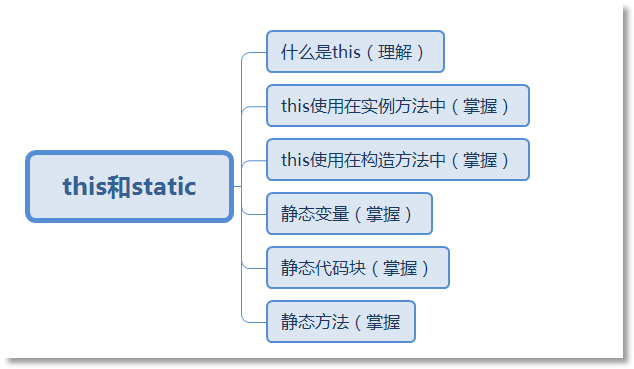 什么是this（理解）
this使用在实例方法中（掌握）
this使用在构造方法中（掌握）
this和static
静态变量（掌握）
静态代码块（掌握）
静态方法（掌握